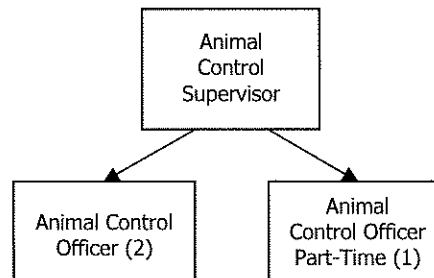 Animal
Control
Supervisor
Animal Control
Officer (2)
Animal
Control Officer
Part-Time (1)